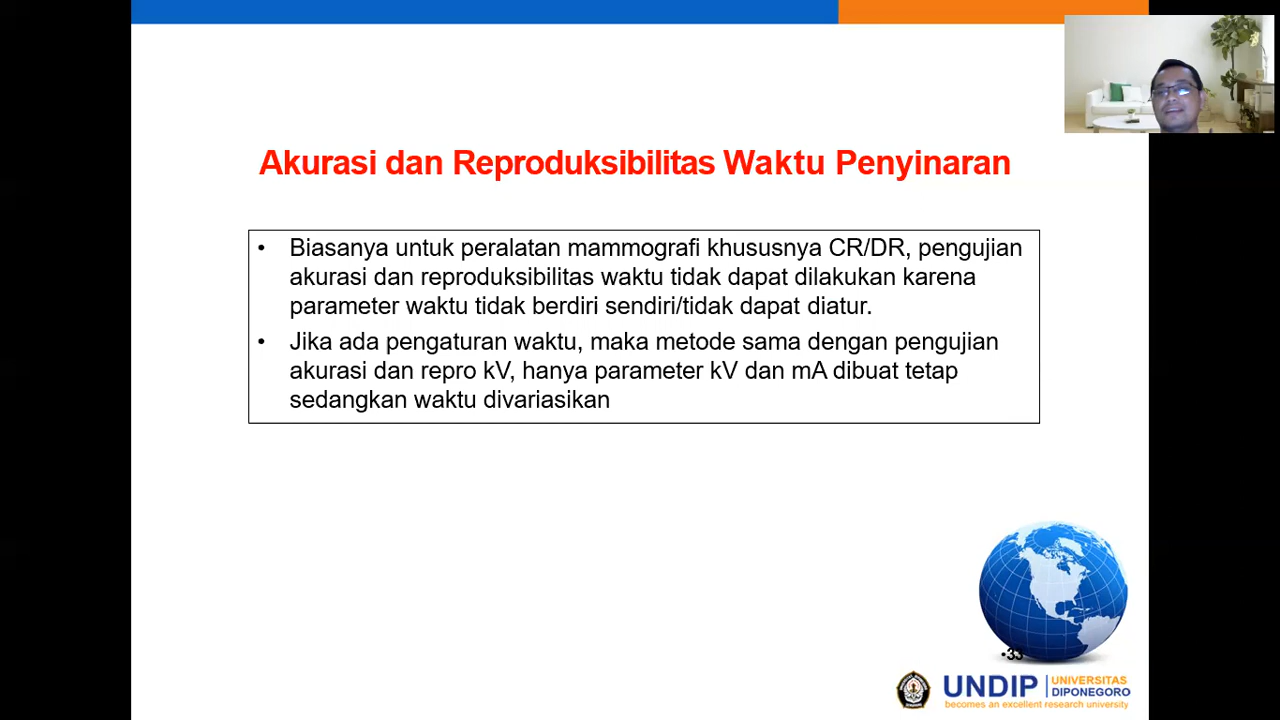 Akurasi dan Reproduksibilitas Waktu Penyinaran
• Biasanya untuk peralatan mammografi khususnya CR/DR, pengujian
akurasi dan reproduksibilitas waktu tidak dapat dilakukan karena
parameter waktu tidak berdiri sendiri/tidak dapat diatur.
• Jika ada pengaturan waktu, maka metode sama dengan pengujian
akurasi dan repro kV, hanya parameter kV dan mA dibuat tetap
sedangkan waktu divariasikan
•33
UNDIP
UNIVERSITAS
DIPONEGORO
becomes an excellent research university